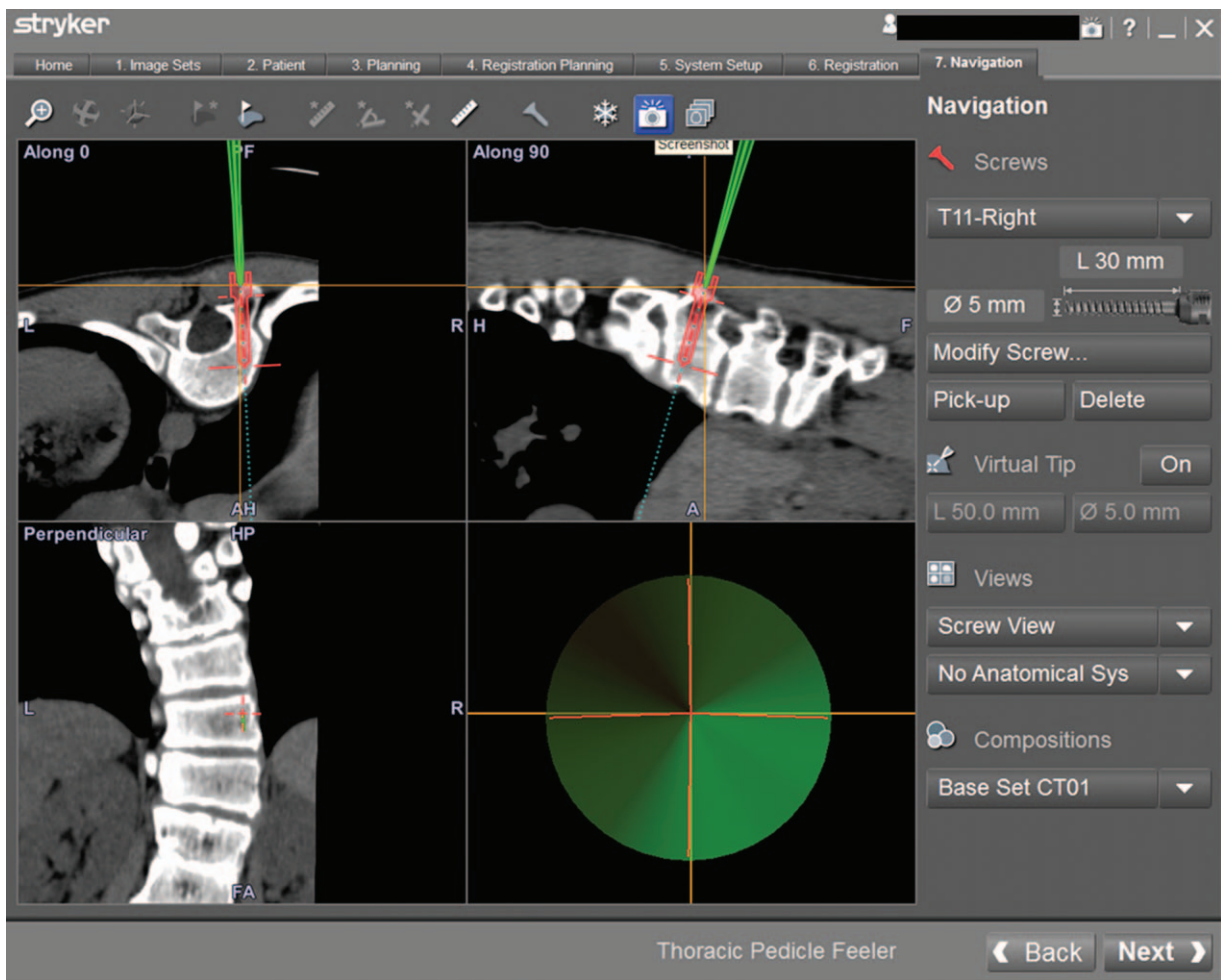 stryker
?
Home 1. Image Sets 2. Patient 3. Planning 4. Registration Planning 5. System Setup 6. Registration 7. Navigation
Navigation
Screws
T11-Right
L 30 mm
Ø 5 mm
Modify Screw...
Pick-up Delete
Virtual Tip On
L 50.0 mm Ø 5.0 mm
Views
Screw View
No Anatomical Sys
Compositions
Base Set CT01
Screenshot
Along 0 PF
L R
AH
Along 90
H F
A
Perpendicular HP
L R
FA
Thoracic Pedicle Feeler Back Next